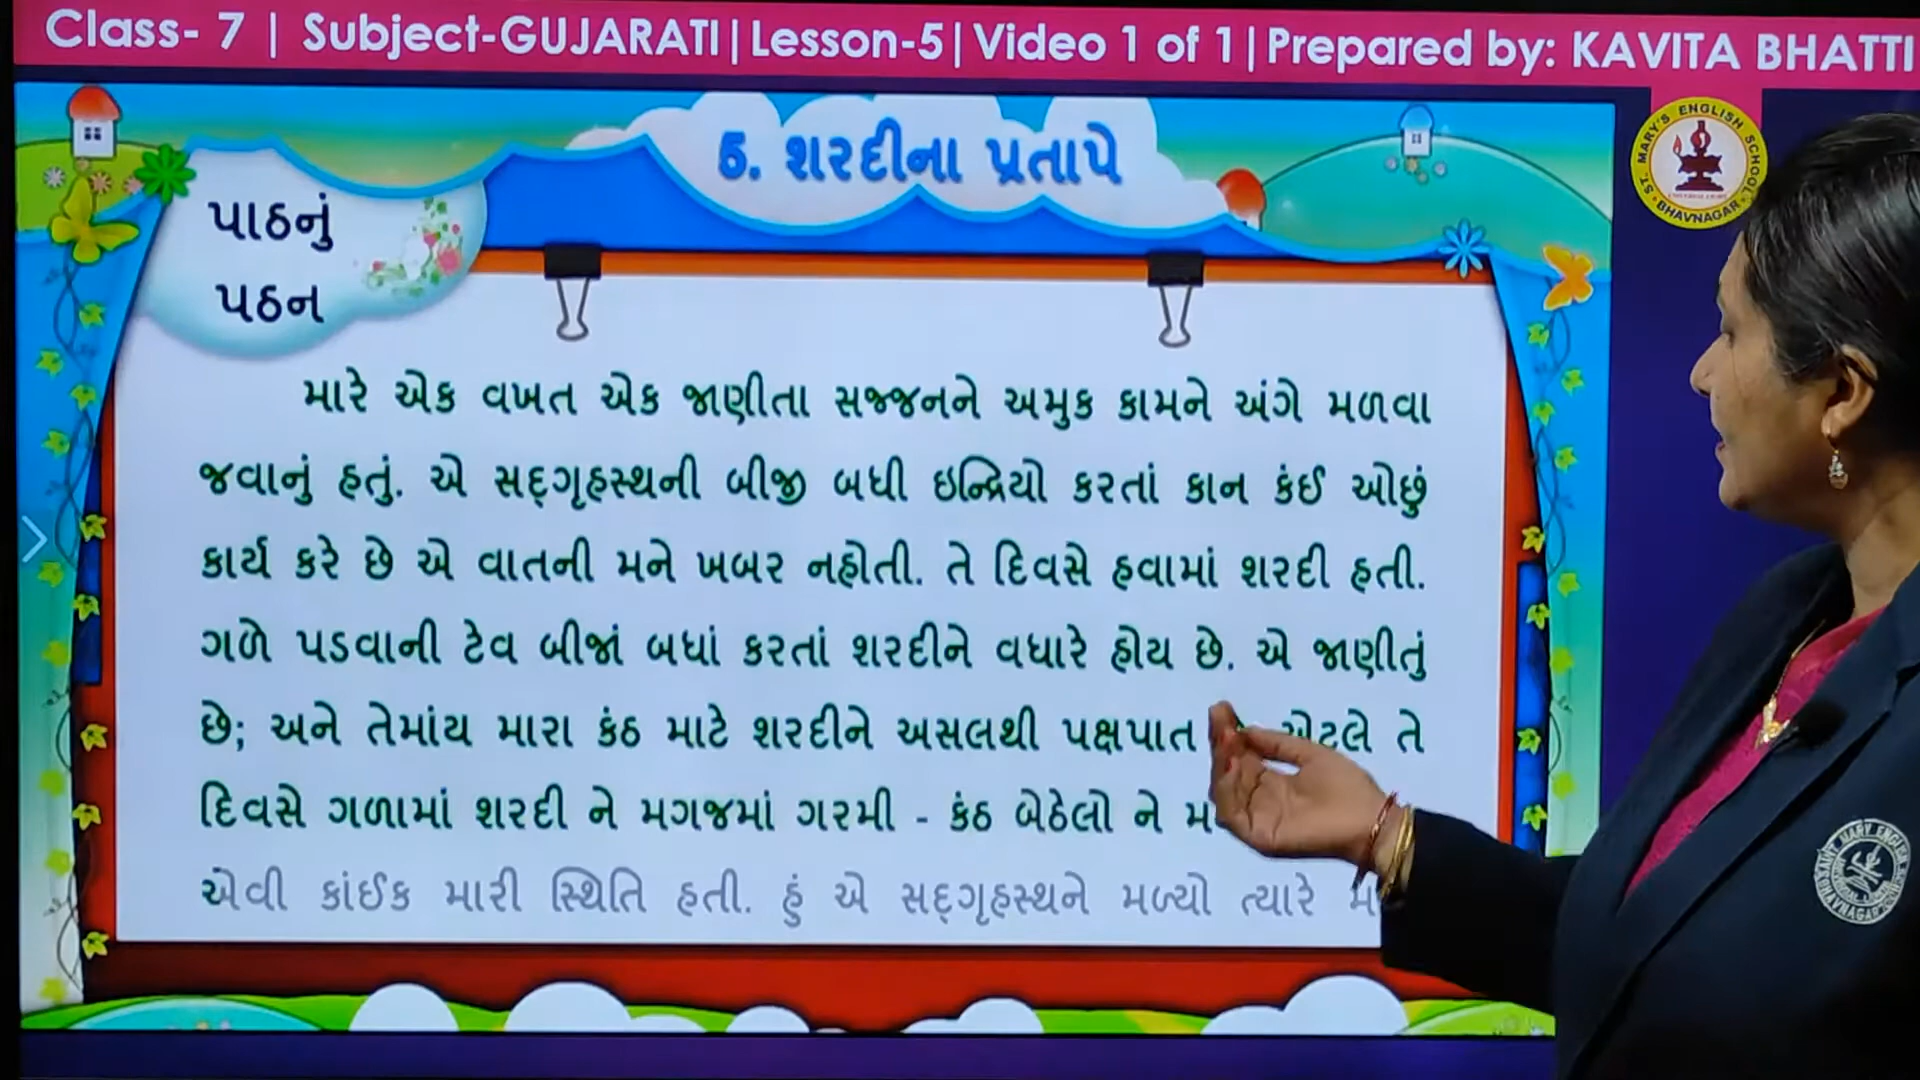 Class- 7 | Subject-GUJARATI|Lesson-5|Video 1 of 1|Prepared by: KAVITA BHATTI
5. શરદીના પ્રતાપે
ST. MARY'S ENGLISH SCHOOL
BHAVNAGAR
પાઠનું
પઠન
મારે એક વખત એક જાણીતા સજ્જનને અમુક કામને અંગે મળવા
જવાનું હતું. એ સદ્ગૃહસ્થની બીજી બધી ઇન્દ્રિયો કરતાં કાન કંઈ ઓછું
કાર્ય કરે છે એ વાતની મને ખબર નહોતી. તે દિવસે હવામાં શરદી હતી.
ગળે પડવાની ટેવ બીજાં બધાં કરતાં શરદીને વધારે હોય છે. એ જાણીતું
છે; અને તેમાંય મારા કંઠ માટે શરદીને અસલથી પક્ષપાત એટલે તે
દિવસે ગળામાં શરદી ને મગજમાં ગરમી - કંઠ બેઠેલો ને
એવી કાંઈક મારી સ્થિતિ હતી. હું એ સદ્ગૃહસ્થને મળ્યો ત્યારે